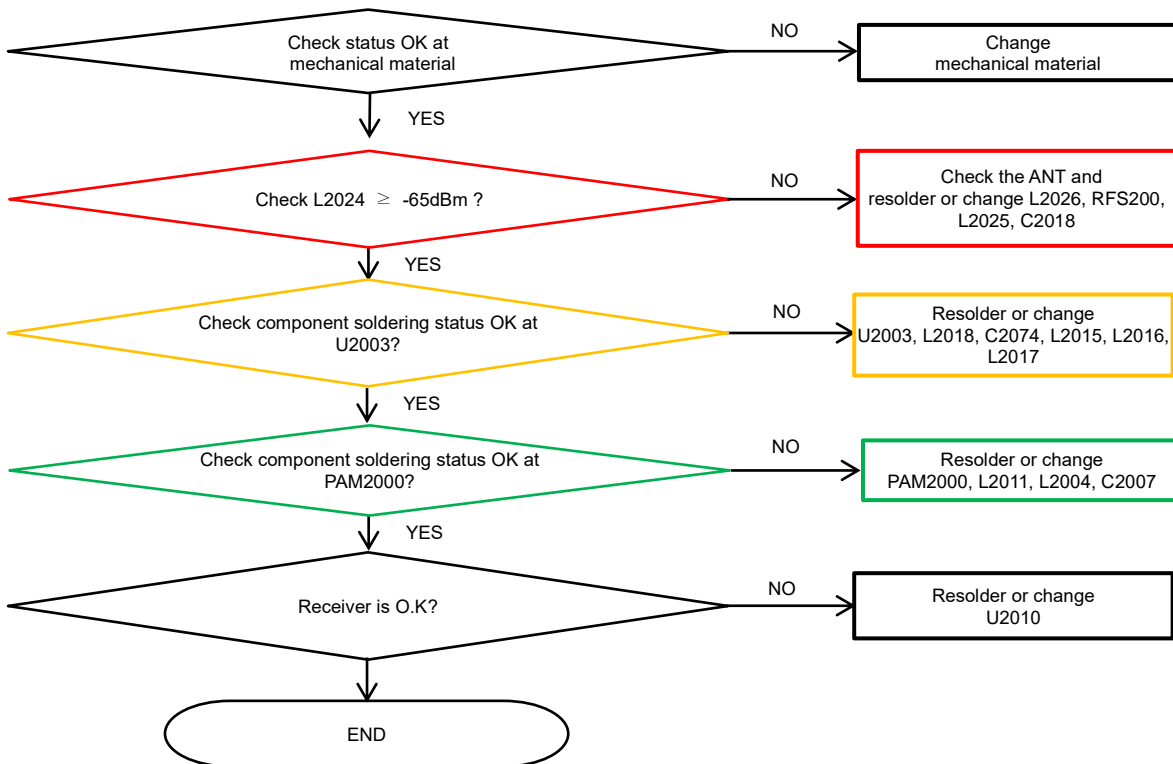 Check status OK at
mechanical material
NO
Change
mechanical material
YES
Check L2024 ≥ -65dBm ?
NO
Check the ANT and
resolder or change L2026, RFS200,
L2025, C2018
YES
Check component soldering status OK at
U2003?
NO
Resolder or change
U2003, L2018, C2074, L2015, L2016,
L2017
YES
Check component soldering status OK at
PAM2000?
NO
Resolder or change
PAM2000, L2011, L2004, C2007
YES
Receiver is O.K?
NO
Resolder or change
U2010
END